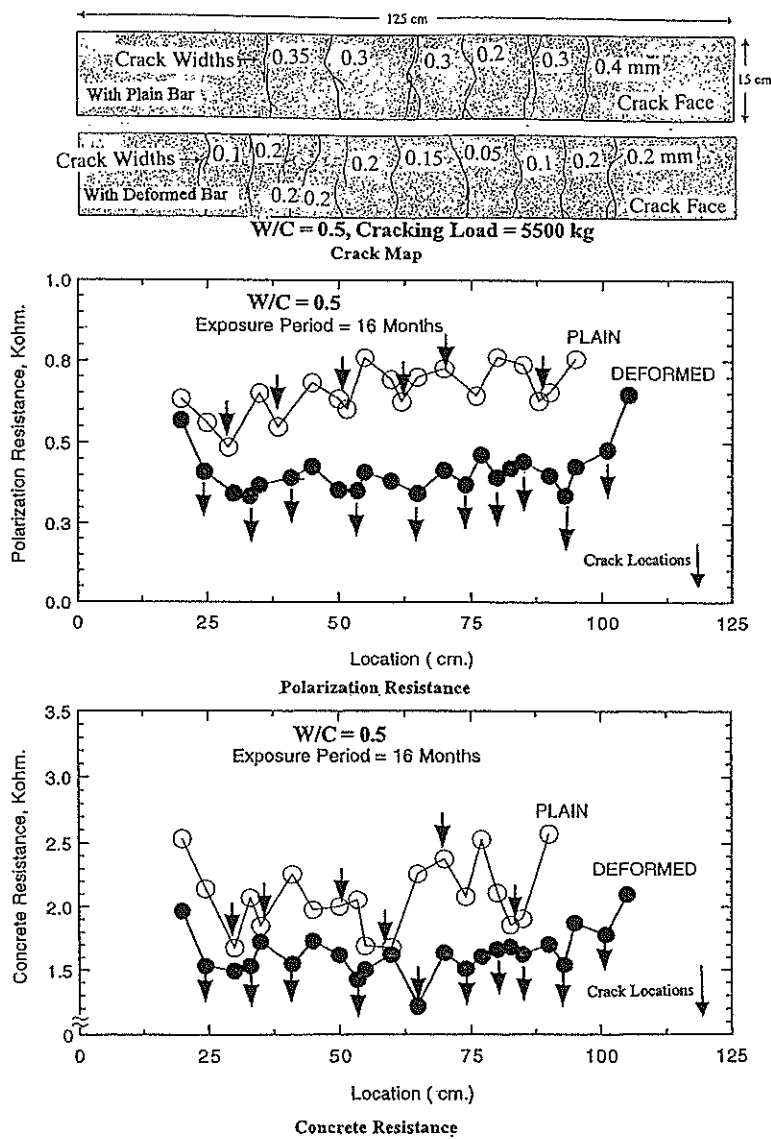 125 cm
Crack Widths 0.35 0.3 0.3 0.2 0.3 0.4 mm
15 cm
With Plain Bar Crack Face
Crack Widths 0.1 0.2 0.2 0.15 0.05 0.1 0.2 0.2 mm
With Deformed Bar 0.2 0.2 Crack Face
W/C = 0.5, Cracking Load = 5500 kg
Crack Map
1.0
W/C = 0.5
Exposure Period = 16 Months
PLAIN
0.8
DEFORMED
Polarization Resistance, Kohm.
0.5
0.3
Crack Locations
0.0
0 25 50 75 100 125
Location ( cm.)
Polarization Resistance
3.5
W/C = 0.5
Exposure Period = 16 Months
3.0
PLAIN
2.5
DEFORMED
Concrete Resistance, Kohm.
2.0
1.5
Crack Locations
0
0 25 50 75 100 125
Location ( cm.)
Concrete Resistance